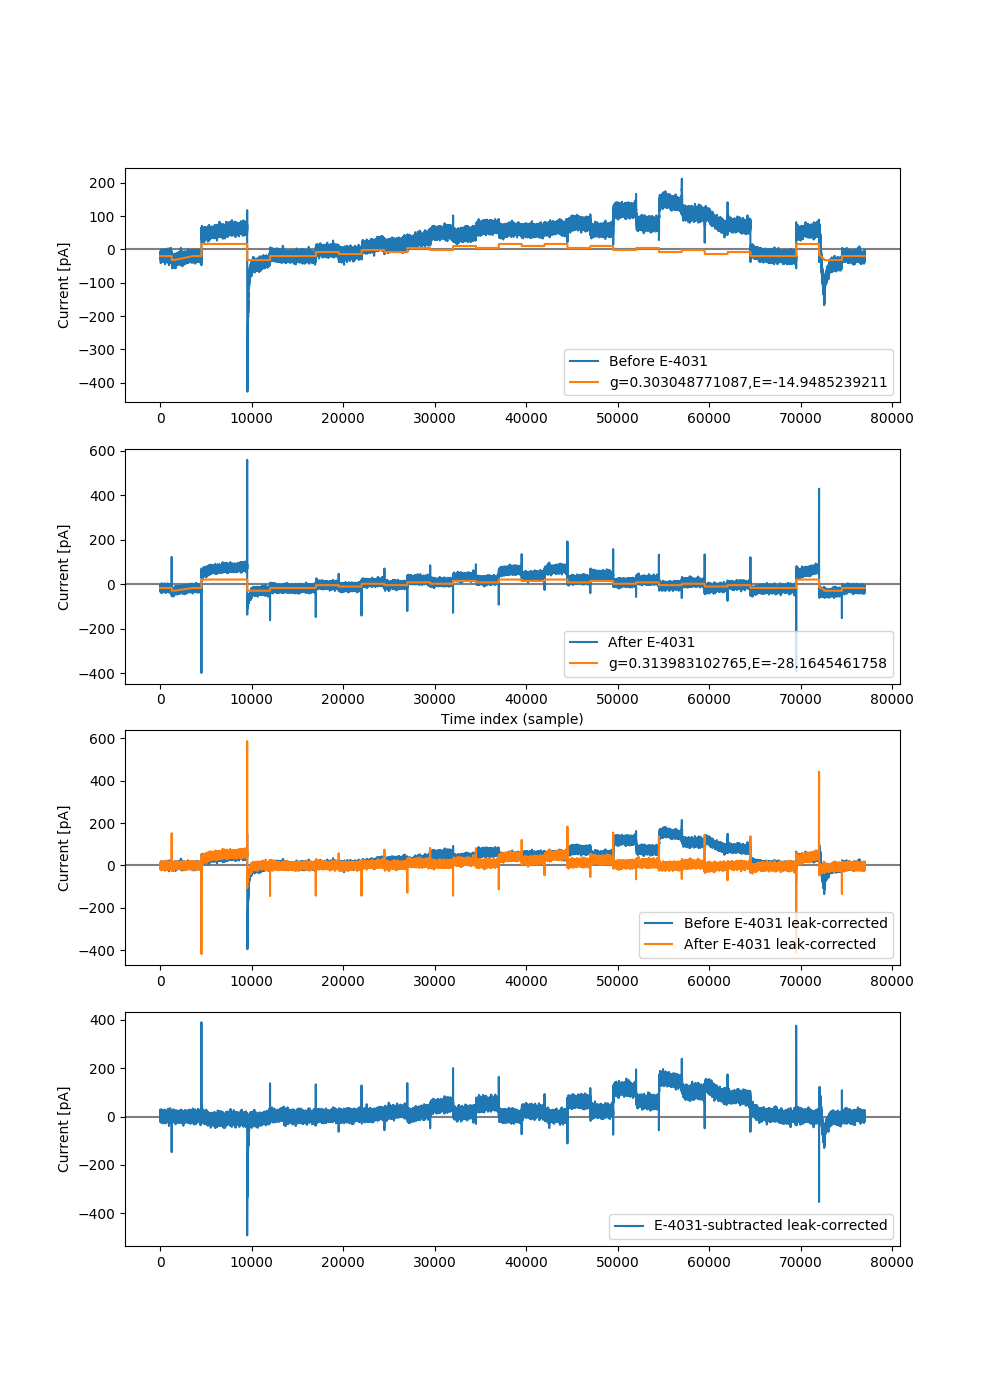 200
100
0
−100
−200
−300
−400
Current [pA]
Before E-4031
g=0.303048771087,E=-14.9485239211
0 10000 20000 30000 40000 50000 60000 70000 80000
600
400
200
0
−200
−400
Current [pA]
After E-4031
g=0.313983102765,E=-28.1645461758
0 10000 20000 30000 40000 50000 60000 70000 80000
Time index (sample)
600
400
200
0
−200
−400
Current [pA]
Before E-4031 leak-corrected
After E-4031 leak-corrected
0 10000 20000 30000 40000 50000 60000 70000 80000
400
200
0
−200
−400
Current [pA]
E-4031-subtracted leak-corrected
0 10000 20000 30000 40000 50000 60000 70000 80000